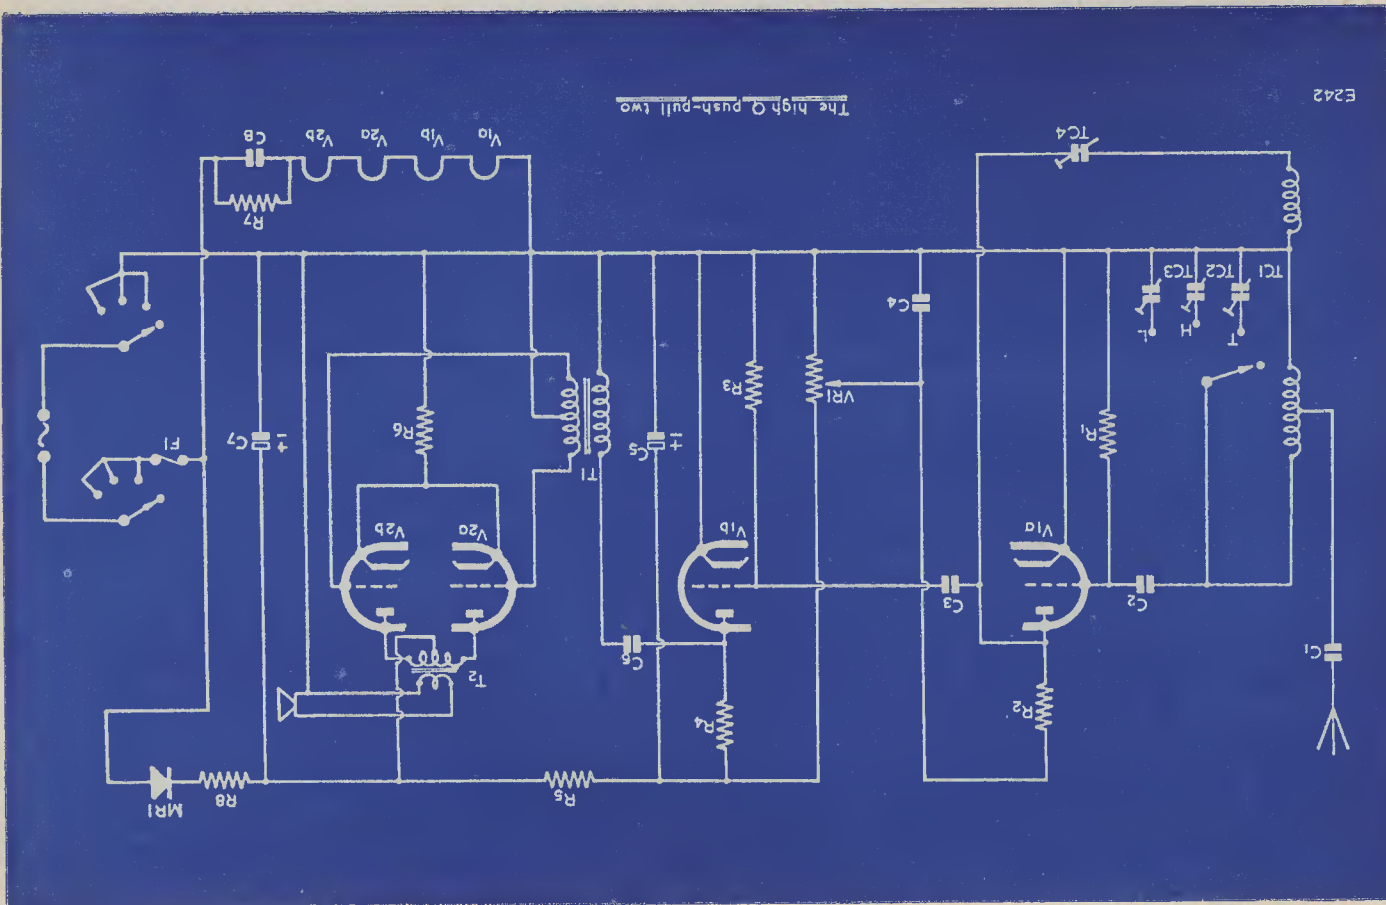 MR1
R8
R5
R4
R2
T2
C6
C1
C2
C3
V1a
V1b
V2a
V2b
T1
C5
+
−
C7
+
−
F1
R1
R6
VR1
R3
T
H
L
C4
TC1
TC2
TC3
R7
TC4
V1a
V1b
V2a
V2b
C8
The high Q push-pull two
E242